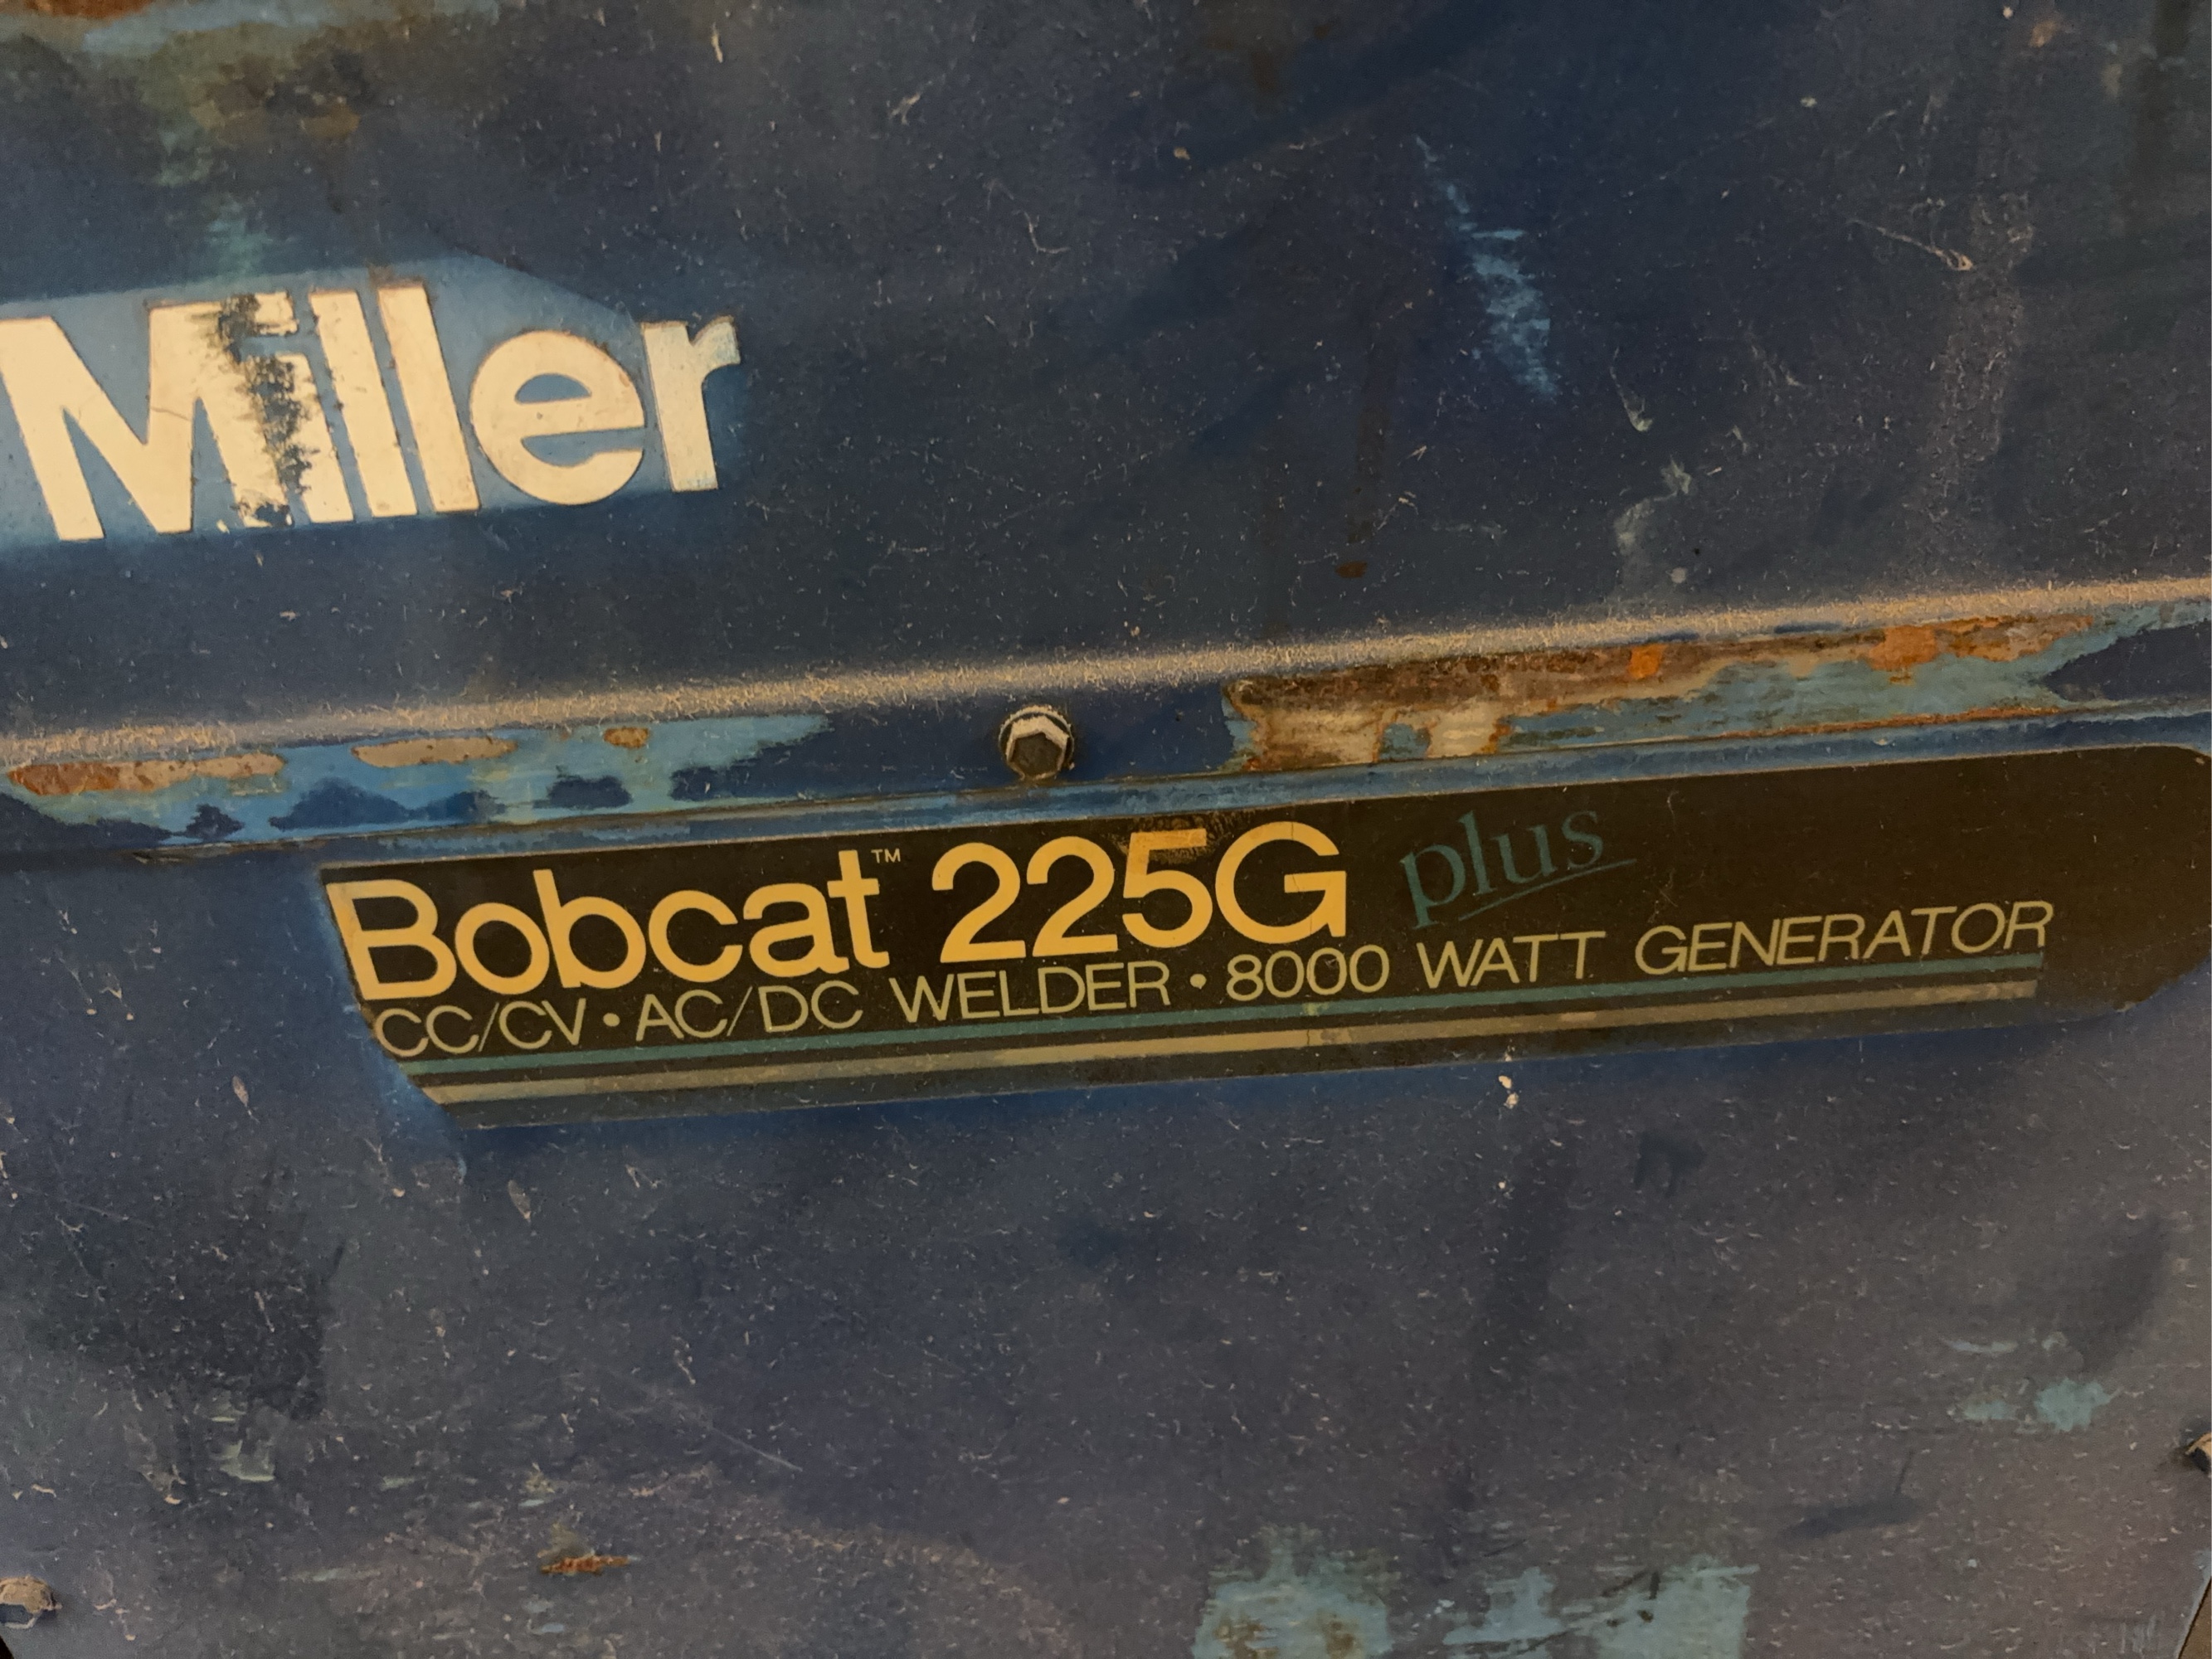 Miller
Bobcat™ 225G plus
CC/CV • AC/DC WELDER • 8000 WATT GENERATOR